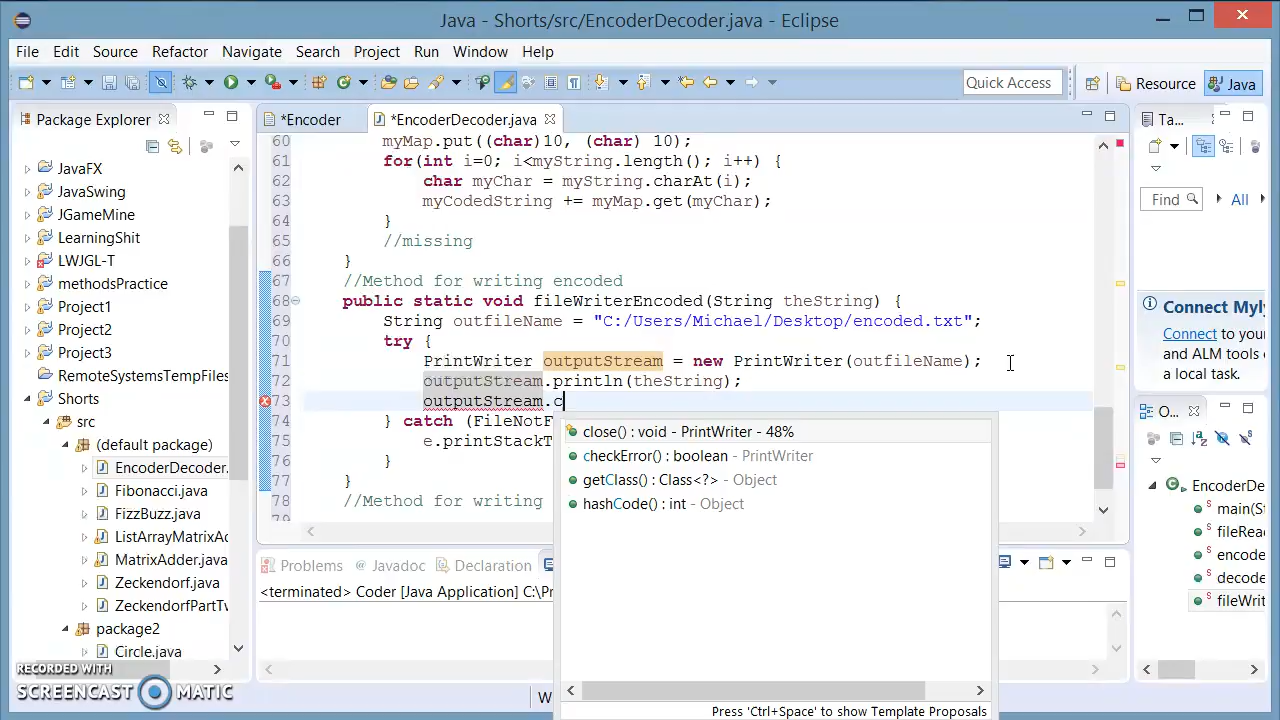 Java - Shorts/src/EncoderDecoder.java - Eclipse
File Edit Source Refactor Navigate Search Project Run Window Help
Quick Access Resource Java
Package Explorer
*Encoder *EncoderDecoder.java
Ta...
JavaFX
JavaSwing
JGameMine
LearningShit
LWJGL-T
methodsPractice
Project1
Project2
Project3
RemoteSystemsTempFiles
Shorts
src
(default package)
EncoderDecoder.
Fibonacci.java
FizzBuzz.java
ListArrayMatrixAc
MatrixAdder.java
Zeckendorf.java
ZeckendorfPartTv
package2
Circle.java
60 myMap.put((char)10, (char) 10);
61 for(int i=0; i<myString.length(); i++) {
62 char myChar = myString.charAt(i);
63 myCodedString += myMap.get(myChar);
64 }
65 //missing
66 }
67 //Method for writing encoded
68 public static void fileWriterEncoded(String theString) {
69 String outfileName = "C:/Users/Michael/Desktop/encoded.txt";
70 try {
71 PrintWriter outputStream = new PrintWriter(outfileName);
72 outputStream.println(theString);
73 outputStream.c
74 } catch (FileNotF
75 e.printStackT
76 }
77 }
78 //Method for writing
79
close() : void - PrintWriter - 48%
checkError() : boolean - PrintWriter
getClass() : Class<?> - Object
hashCode() : int - Object
Press 'Ctrl+Space' to show Template Proposals
Problems @ Javadoc Declaration
<terminated> Coder [Java Application] C:\Pr
W
Find All
Connect Myly
Connect to your
and ALM tools or
a local task.
O...
EncoderDe
main(St
fileRea
encode
decode
fileWrit
RECORDED WITH
SCREENCAST MATIC